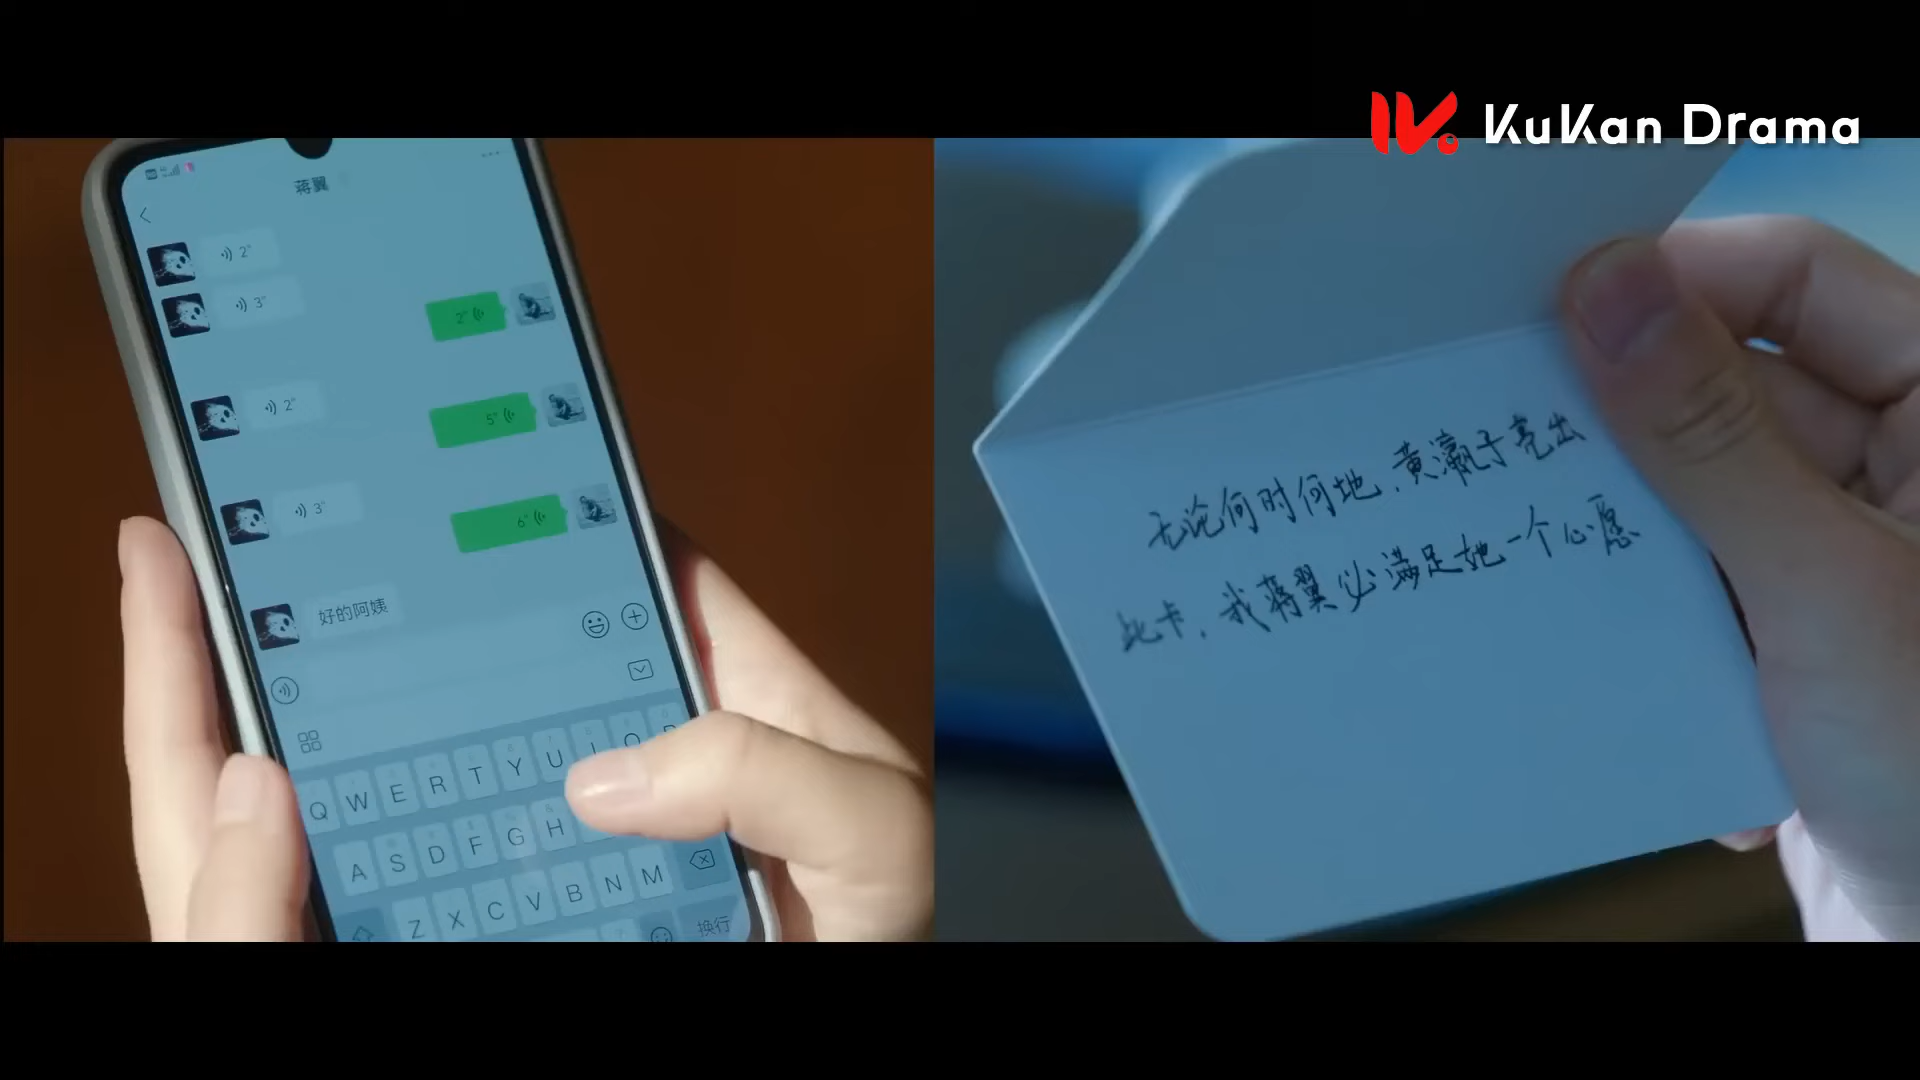 KuKan Drama
蒋翼
2"
3"
2"
2"
5"
3"
6"
好的阿姨
Q W E R T Y U I O P
A S D F G H
Z X C V B N M
换行
无论何时何地,黄瀛子亮出
此卡,我蒋翼必满足她一个心愿